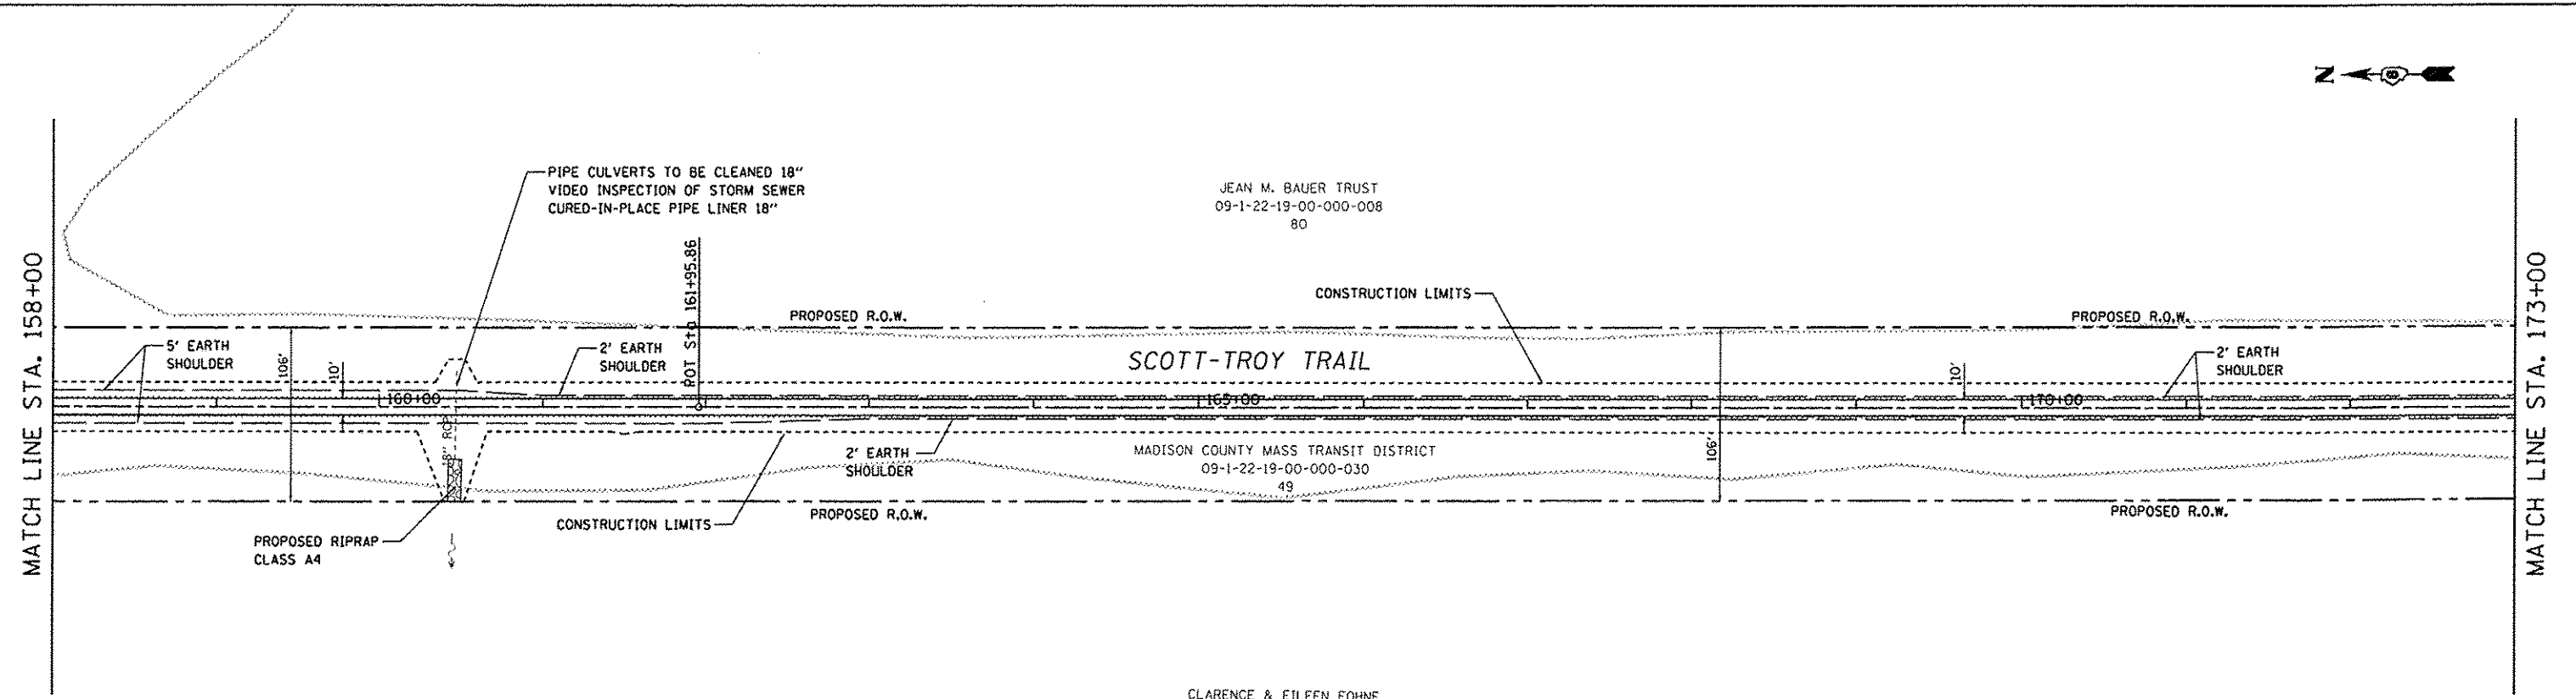 N
PIPE CULVERTS TO BE CLEANED 18"
VIDEO INSPECTION OF STORM SEWER
CURED-IN-PLACE PIPE LINER 18"
JEAN M. BAUER TRUST
09-1-22-19-00-000-008
80
MATCH LINE STA. 158+00
POT Sta 161+95.86
CONSTRUCTION LIMITS
PROPOSED R.O.W.
PROPOSED R.O.W.
MATCH LINE STA. 173+00
5' EARTH
SHOULDER
106'
10'
2' EARTH
SHOULDER
SCOTT-TROY TRAIL
10'
2' EARTH
SHOULDER
160+00
165+00
170+00
18" RCP
2' EARTH
SHOULDER
MADISON COUNTY MASS TRANSIT DISTRICT
09-1-22-19-00-000-030
49
106'
PROPOSED R.O.W.
PROPOSED R.O.W.
CONSTRUCTION LIMITS
PROPOSED RIPRAP
CLASS A4
CLARENCE & EILEEN